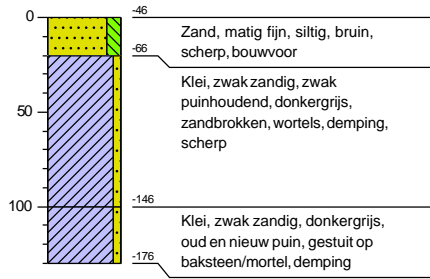 0
-46
Zand, matig fijn, siltig, bruin,
scherp, bouwvoor
-66
Klei, zwak zandig, zwak
puinhoudend, donkergrijs,
zandbrokken, wortels, demping,
scherp
50
100
-146
Klei, zwak zandig, donkergrijs,
oud en nieuw puin, gestuit op
baksteen/mortel, demping
-176